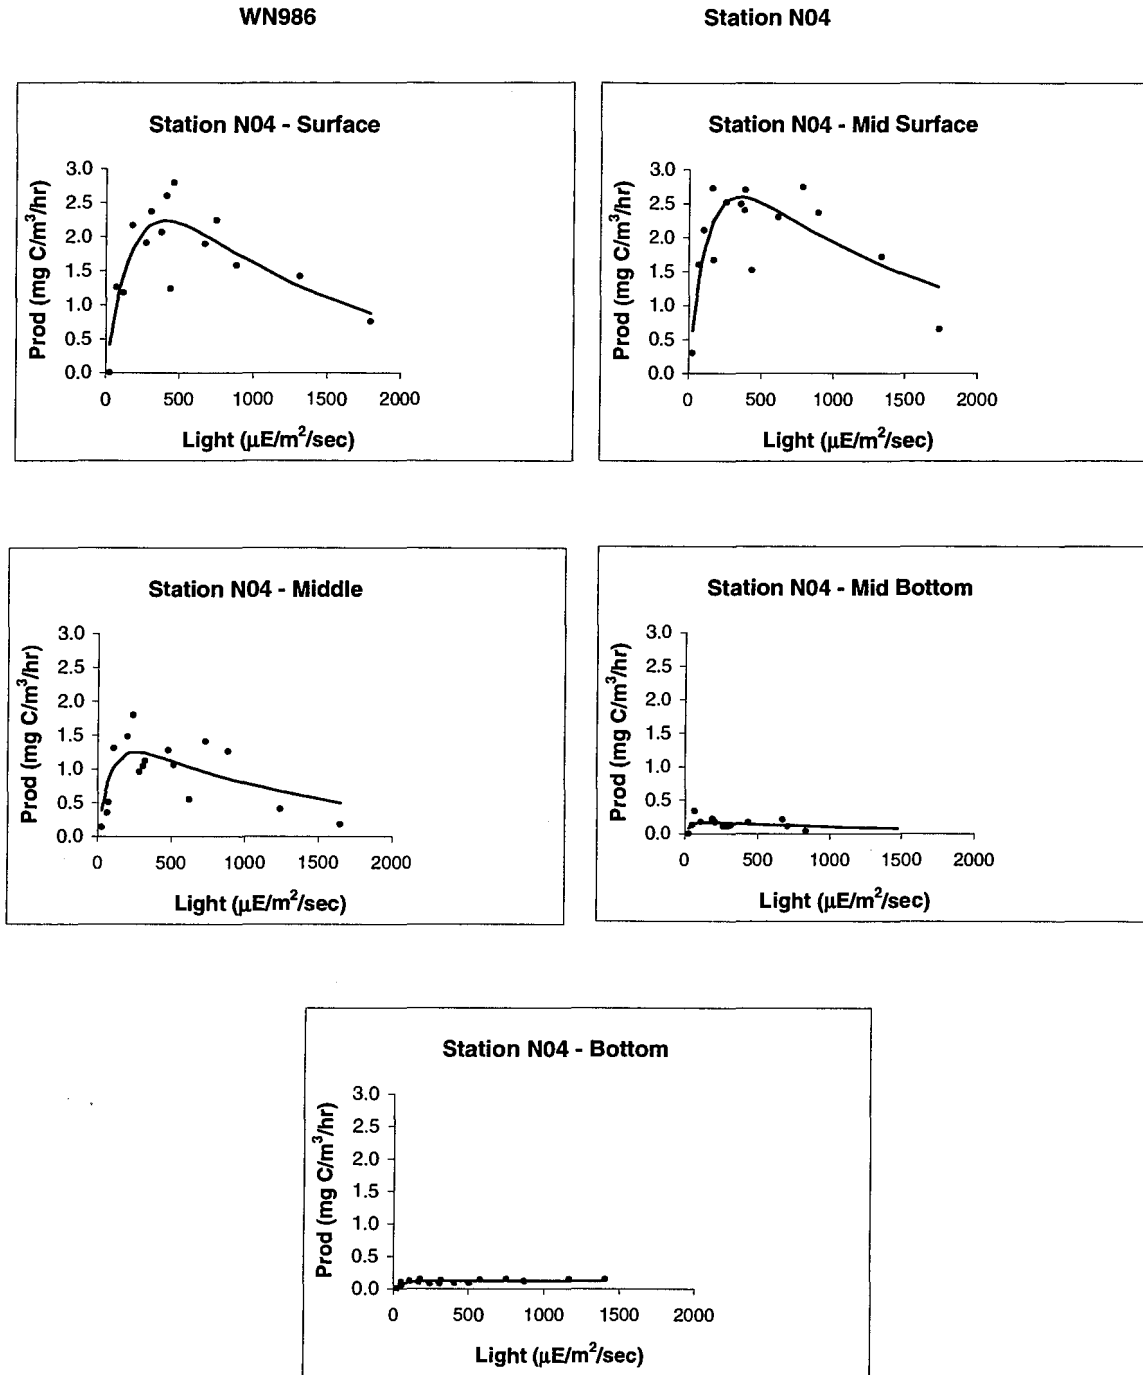 WN986 Station N04
Station N04 - Surface
Prod (mg C/m³/hr)
3.0
2.5
2.0
1.5
1.0
0.5
0.0
0 500 1000 1500 2000
Light (µE/m²/sec)
Station N04 - Mid Surface
Prod (mg C/m³/hr)
3.0
2.5
2.0
1.5
1.0
0.5
0.0
0 500 1000 1500 2000
Light (µE/m²/sec)
Station N04 - Middle
Prod (mg C/m³/hr)
3.0
2.5
2.0
1.5
1.0
0.5
0.0
0 500 1000 1500 2000
Light (µE/m²/sec)
Station N04 - Mid Bottom
Prod (mg C/m³/hr)
3.0
2.5
2.0
1.5
1.0
0.5
0.0
0 500 1000 1500 2000
Light (µE/m²/sec)
Station N04 - Bottom
Prod (mg C/m³/hr)
3.0
2.5
2.0
1.5
1.0
0.5
0.0
0 500 1000 1500 2000
Light (µE/m²/sec)